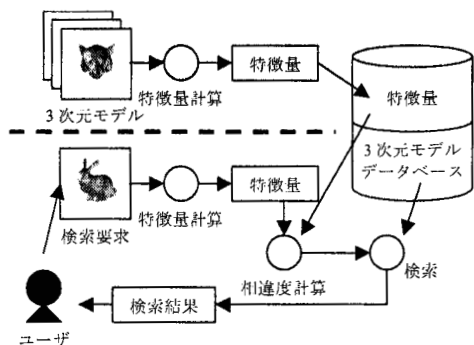 特徴量
特徴量
3次元モデル
特徴量計算
3次元モデル
データベース
特徴量
特徴量計算
検索要求
検索
相違度計算
検索結果
ユーザ